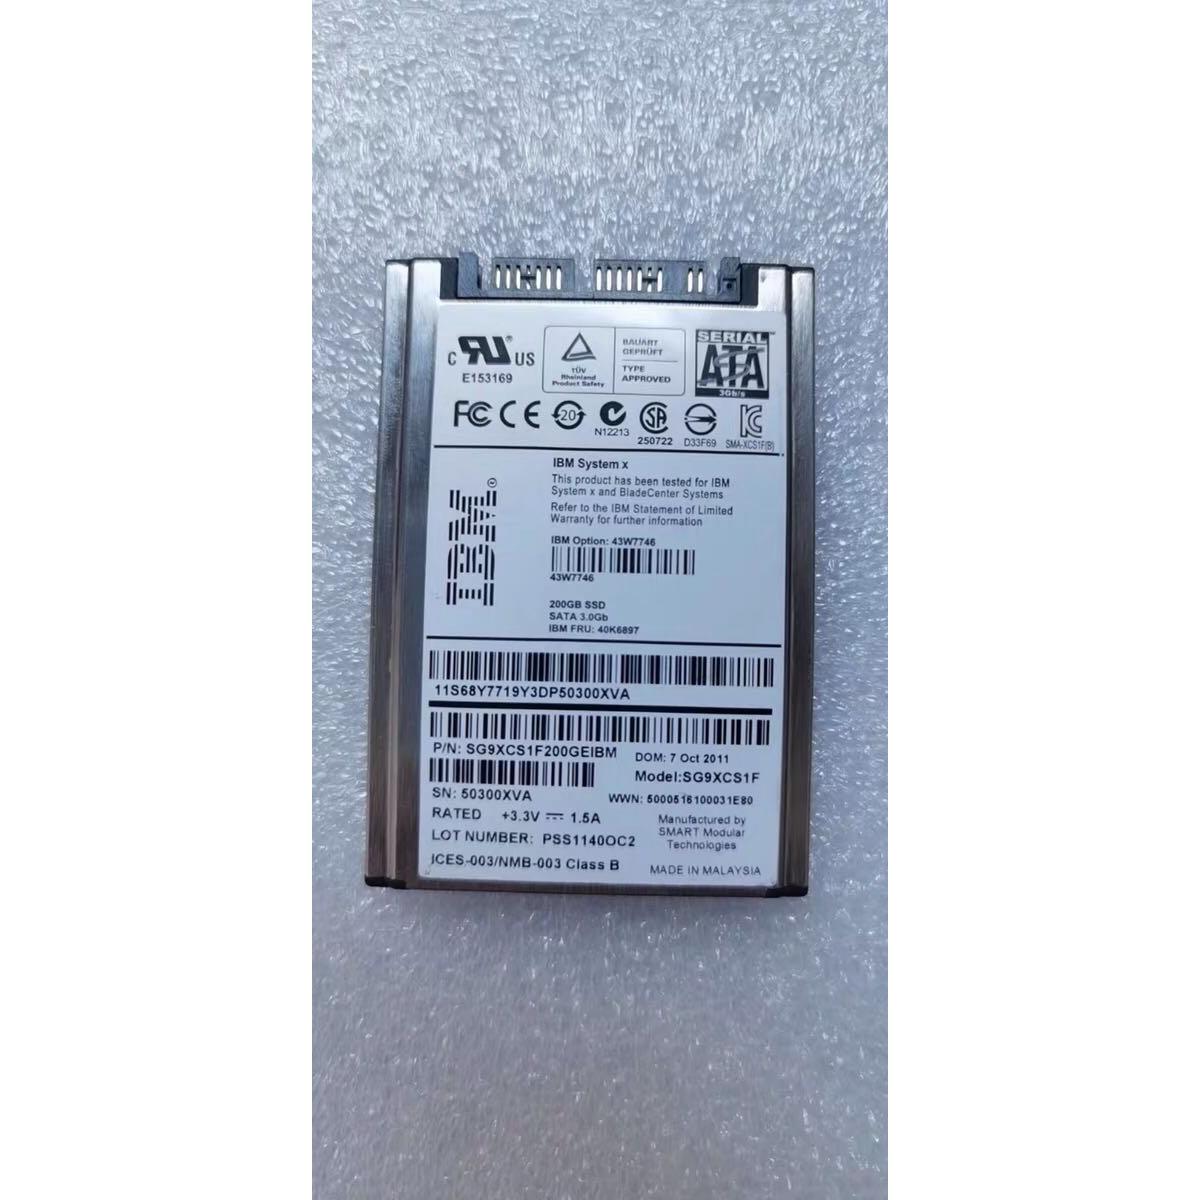 C RU® US
E153169
TÜV
Rheinland
Product Safety
BAUART
GEPRÜFT
TYPE
APPROVED
SERIAL
ATA
3Gb/s
FC CE 20
N12213
250722
D33F69
SMA-XCS1F(B)
IBM®
IBM System x
This product has been tested for IBM
System x and BladeCenter Systems
Refer to the IBM Statement of Limited
Warranty for further information
IBM Option: 43W7746
43W7746
200GB SSD
SATA 3.0Gb
IBM FRU: 40K6897
11S68Y7719Y3DP50300XVA
P/N: SG9XCS1F200GEIBM
DOM: 7 Oct 2011
Model:SG9XCS1F
SN: 50300XVA
WWN: 5000516100031E80
RATED +3.3V 1.5A
LOT NUMBER: PSS1140OC2
ICES-003/NMB-003 Class B
Manufactured by
SMART Modular
Technologies
MADE IN MALAYSIA